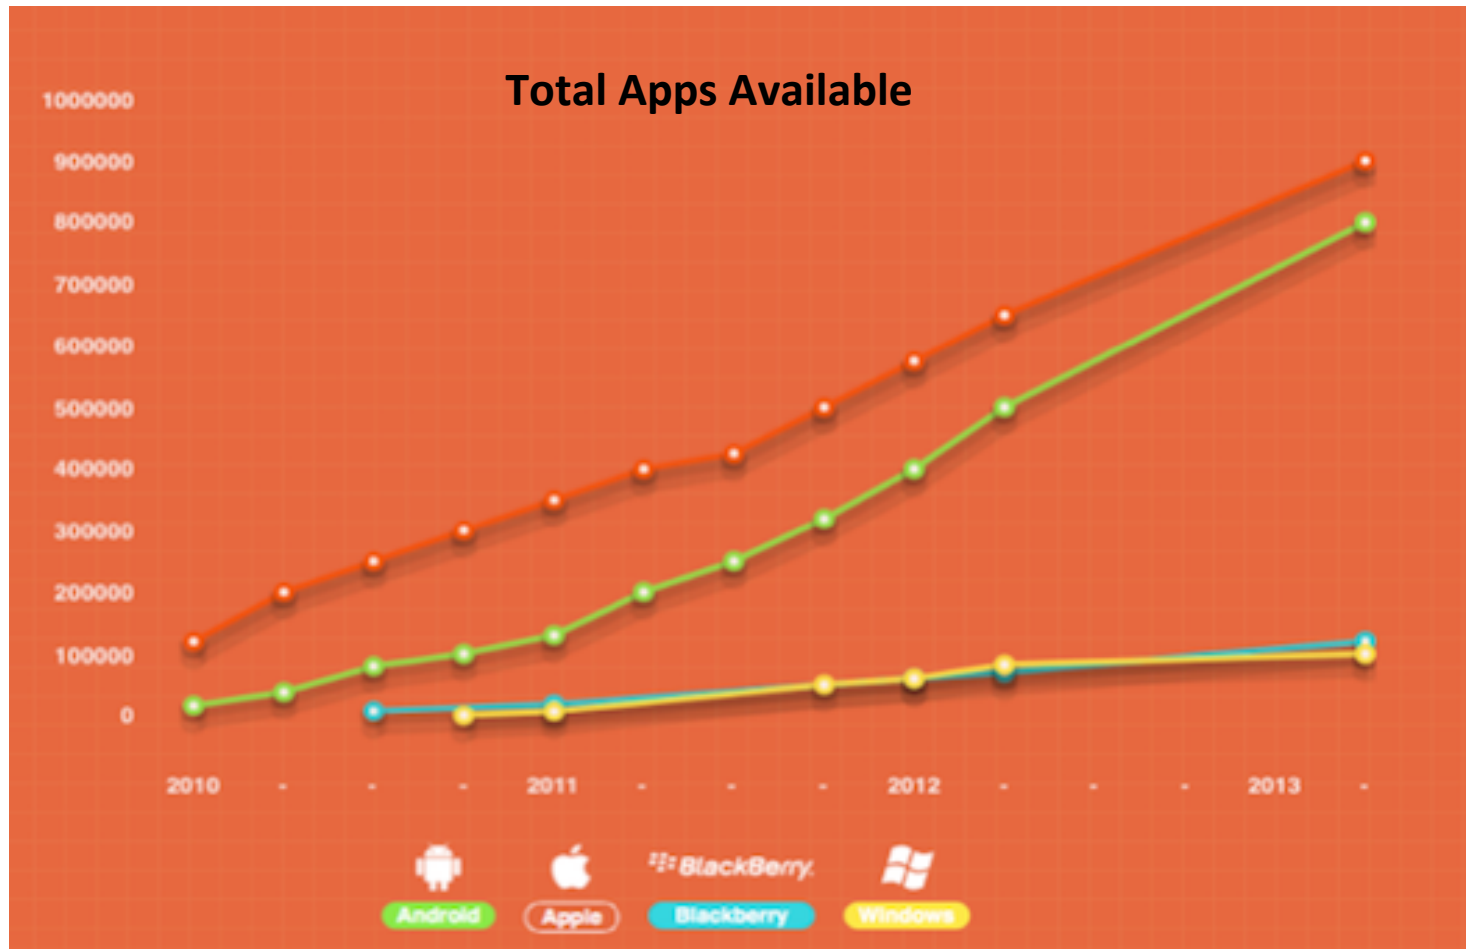 Total Apps Available
1000000
900000
800000
700000
600000
500000
400000
300000
200000
100000
0
2010 - - - 2011 - - - 2012 - - - 2013 -
BlackBerry.
Android Apple Blackberry Windows